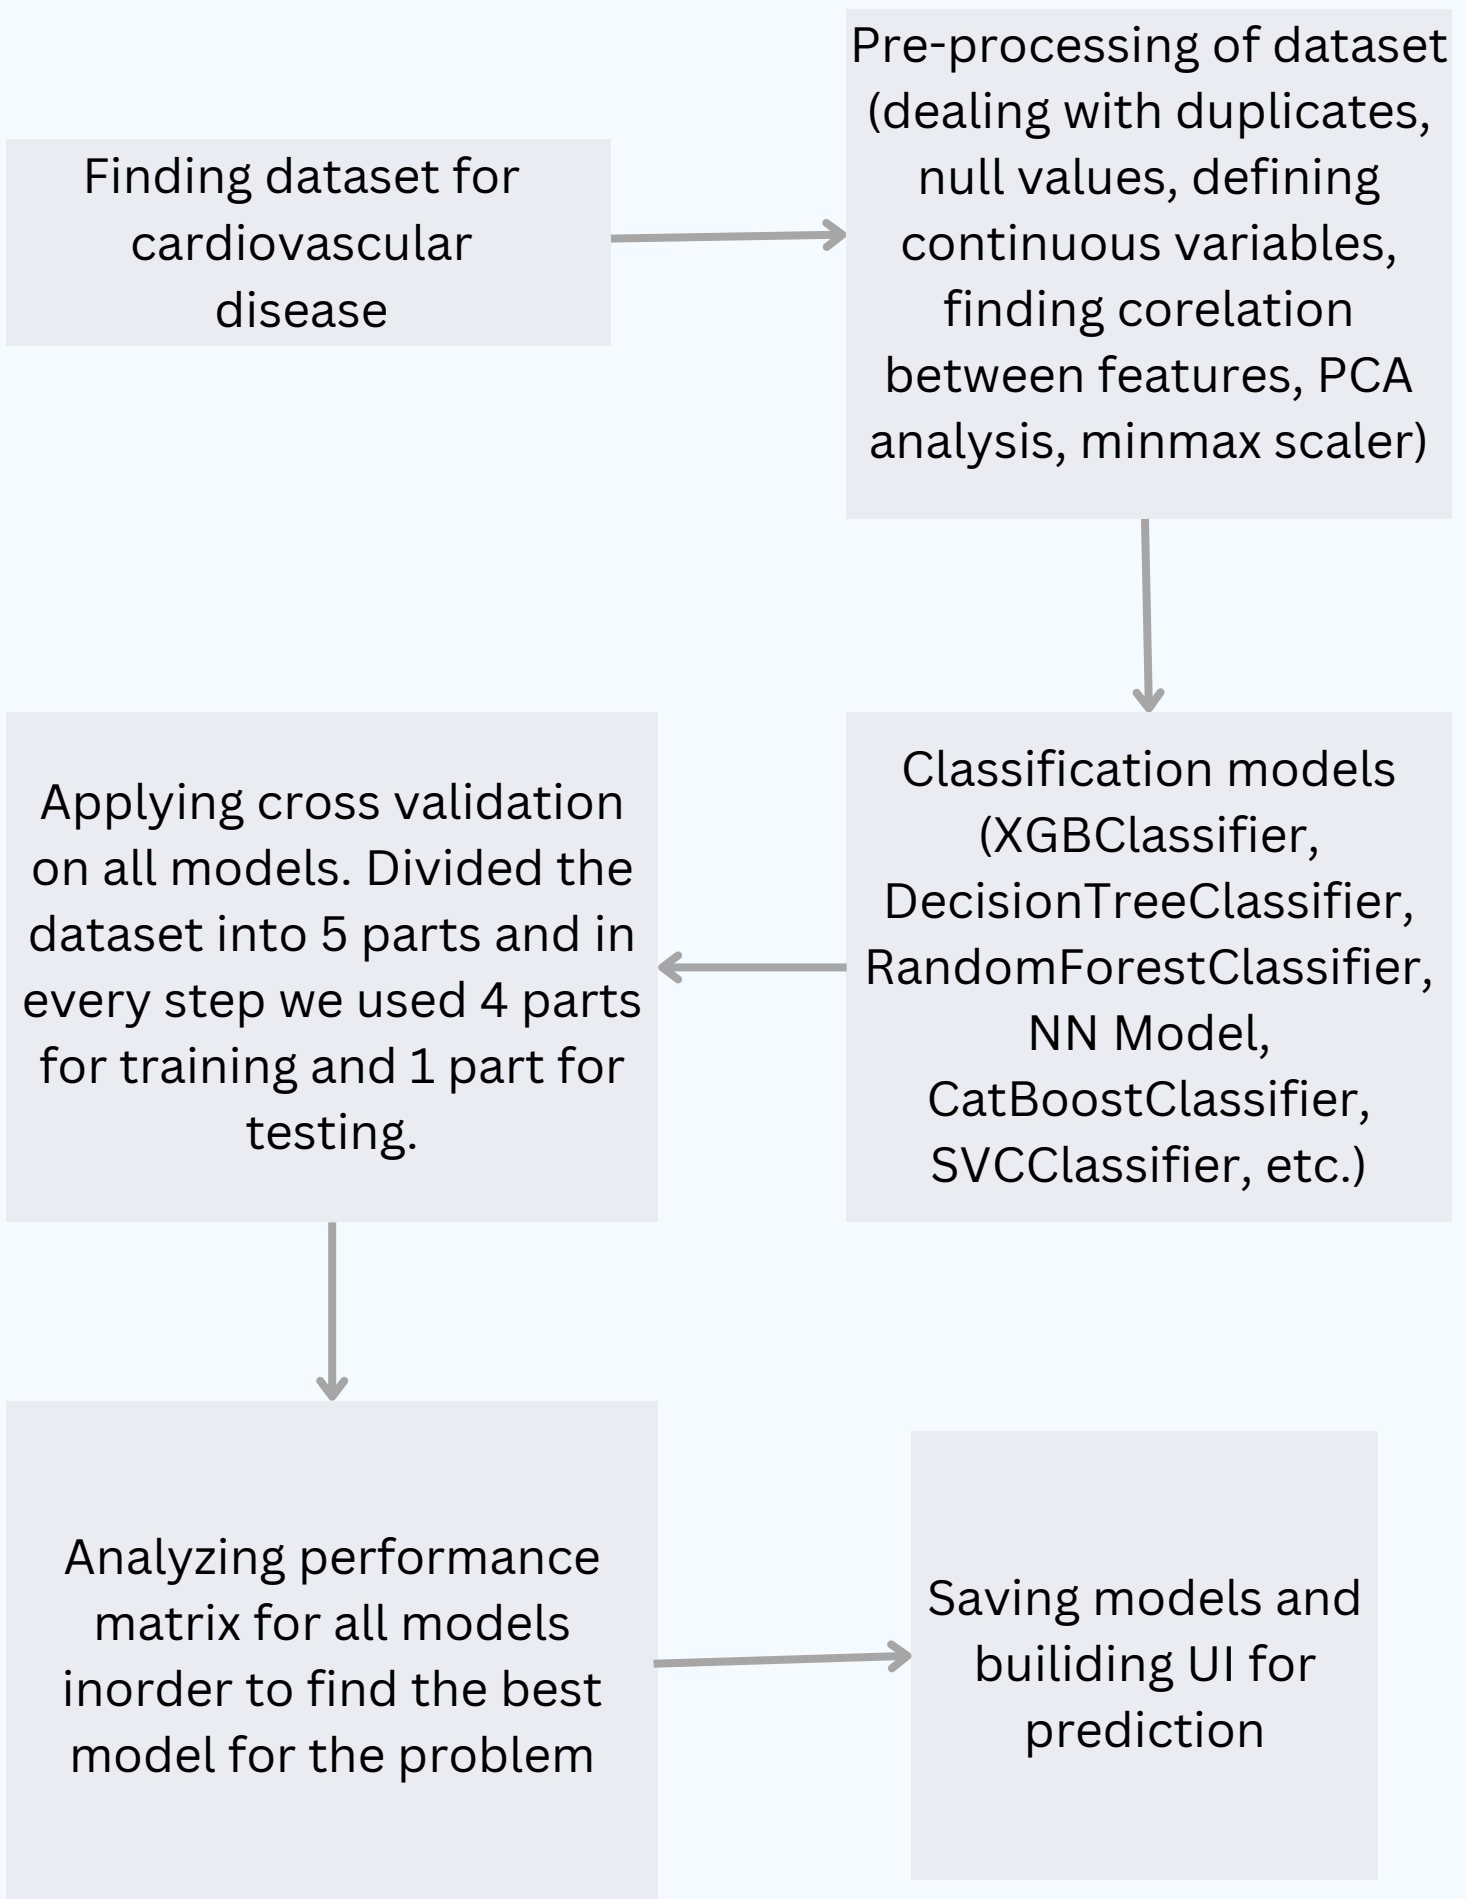 Finding dataset for
cardiovascular
disease
Pre-processing of dataset
(dealing with duplicates,
null values, defining
continuous variables,
finding corelation
between features, PCA
analysis, minmax scaler)
Classification models
(XGBClassifier,
DecisionTreeClassifier,
RandomForestClassifier,
NN Model,
CatBoostClassifier,
SVCClassifier, etc.)
Applying cross validation
on all models. Divided the
dataset into 5 parts and in
every step we used 4 parts
for training and 1 part for
testing.
Analyzing performance
matrix for all models
inorder to find the best
model for the problem
Saving models and
builiding UI for
prediction